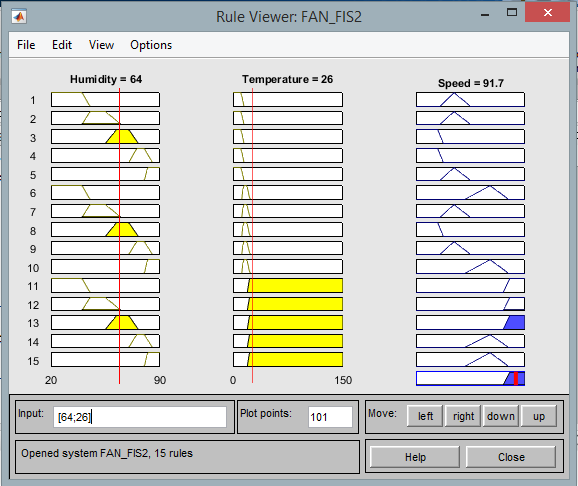 Rule Viewer: FAN_FIS2
File Edit View Options
Humidity = 64 Temperature = 26 Speed = 91.7
1
2
3
4
5
6
7
8
9
10
11
12
13
14
15
20 90 0 150
Input: [64;26] Plot points: 101 Move: left right down up
Opened system FAN_FIS2, 15 rules Help Close